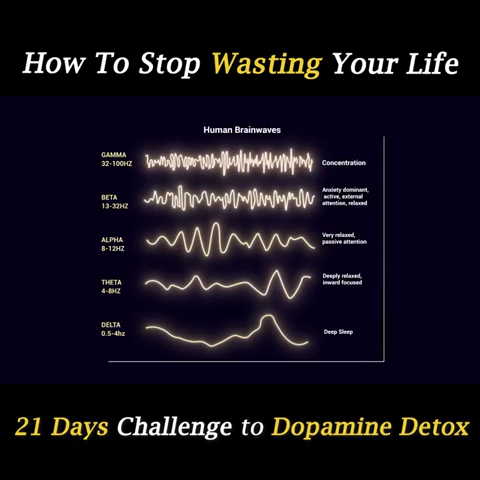 How To Stop Wasting Your Life
Human Brainwaves
GAMMA
32-100HZ
Concentration
BETA
13-32HZ
Anxiety dominant,
active, external
attention, relaxed
ALPHA
8-12HZ
Very relaxed,
passive attention
THETA
4-8HZ
Deeply relaxed,
inward focused
DELTA
0.5-4hz
Deep Sleep
21 Days Challenge to Dopamine Detox